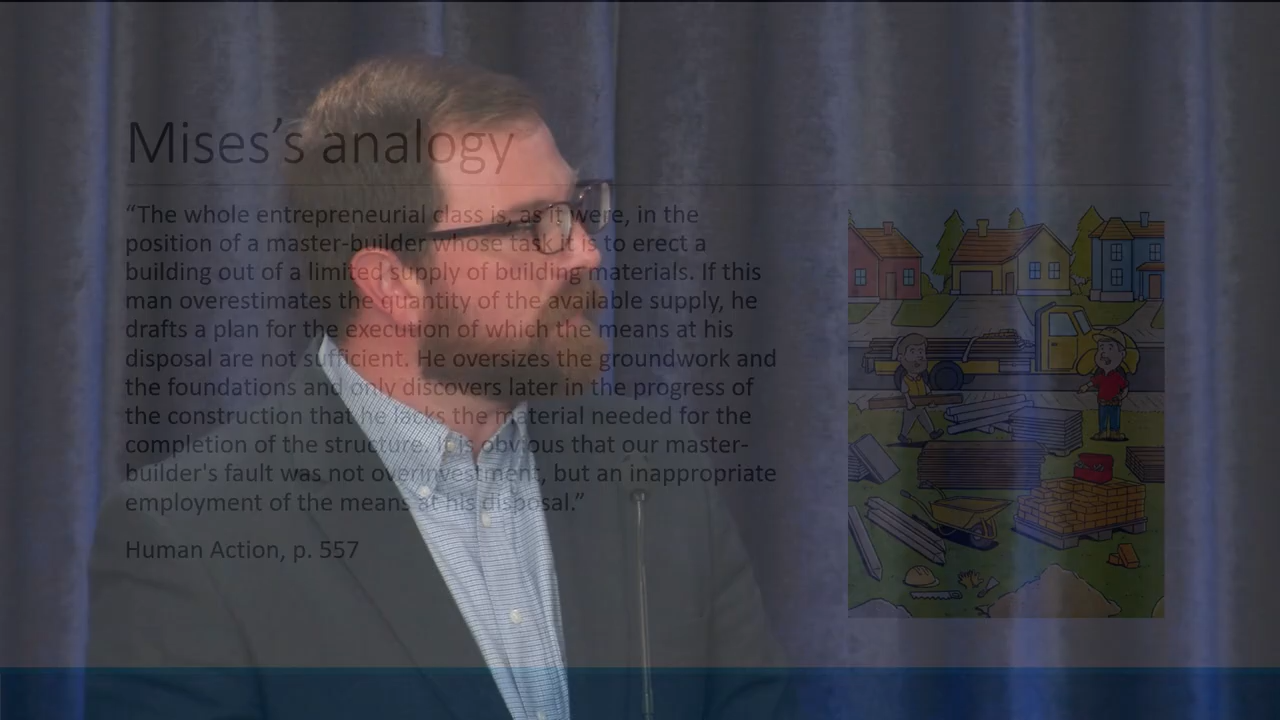 Mises’s analogy
“The whole entrepreneurial class is, as it were, in the
position of a master-builder whose task it is to erect a
building out of a limited supply of building materials. If this
man overestimates the quantity of the available supply, he
drafts a plan for the execution of which the means at his
disposal are not sufficient. He oversizes the groundwork and
the foundations and only discovers later in the progress of
the construction that he lacks the material needed for the
completion of the structure. It is obvious that our master-
builder's fault was not overinvestment, but an inappropriate
employment of the means at his disposal.”
Human Action, p. 557